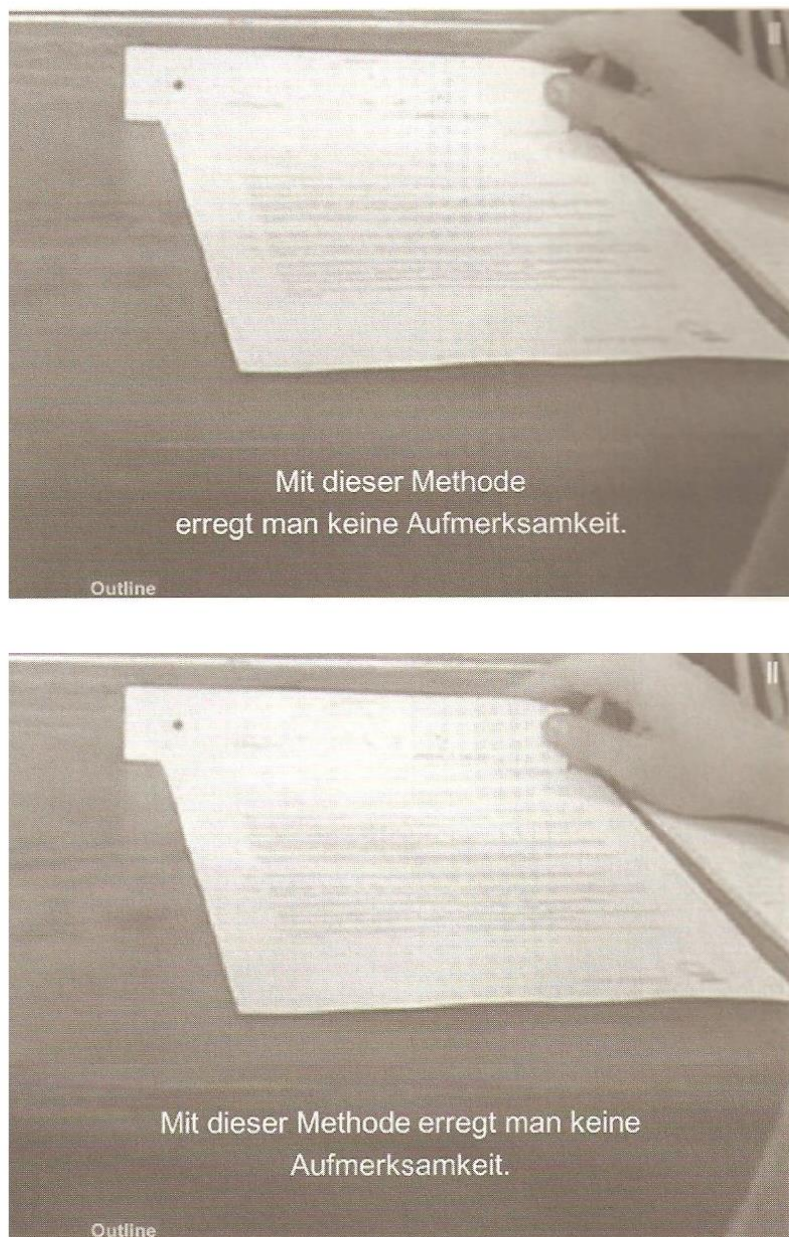 Mit dieser Methode
erregt man keine Aufmerksamkeit.
Outline
Mit dieser Methode erregt man keine
Aufmerksamkeit.
Outline